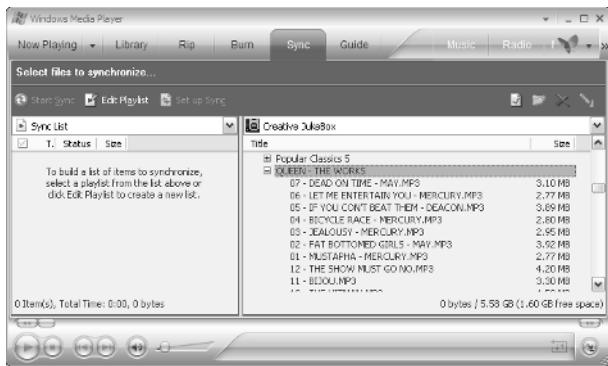 Windows Media Player
Now Playing Library Rip Burn Sync Guide Music Radio
Select files to synchronize...
Start Sync Edit Playlist Set up Sync
Sync List Creative JukeBox
T. Status Size Title Size
Popular Classics 5
QUEEN - THE WORKS
To build a list of items to synchronize,
select a playlist from the list above or
click Edit Playlist to create a new list.
07 - DEAD ON TIME - MAY.MP3 3.10 MB
06 - LET ME ENTERTAIN YOU - MERCURY.MP3 2.77 MB
05 - IF YOU CON'T BEAT THEM - DEACON.MP3 3.89 MB
04 - BICYCLE RACE - MERCURY.MP3 2.80 MB
03 - JEALOUSY - MERCURY.MP3 2.95 MB
02 - FAT BOTTOMED GIRLS - MAY.MP3 3.92 MB
01 - MUSTAPHA - MERCURY.MP3 2.77 MB
12 - THE SHOW MUST GO NO.MP3 4.20 MB
11 - BIJOU.MP3 3.30 MB
0 Item(s), Total Time: 0:00, 0 bytes 0 bytes / 5.58 GB (1.60 GB free space)